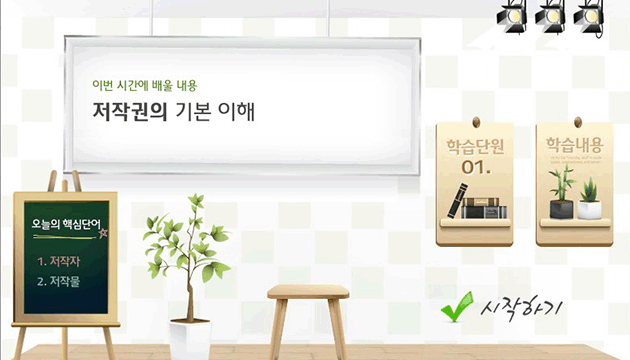 이번 시간에 배울 내용
저작권의 기본 이해
학습단원
01.
학습내용
오늘의 핵심단어
1. 저작자
2. 저작물
시작하기